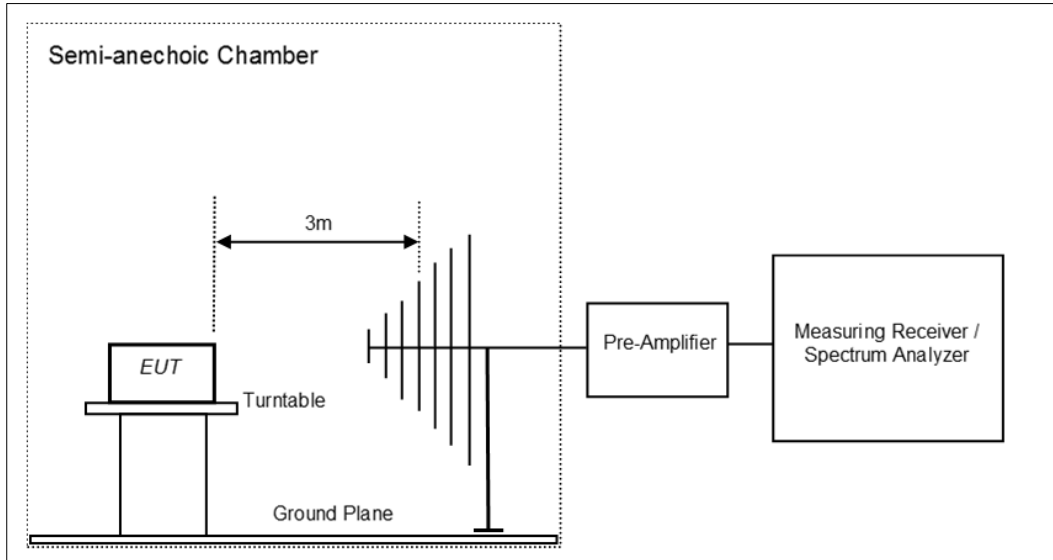 Semi-anechoic Chamber
3m
EUT
Turntable
Ground Plane
Pre-Amplifier
Measuring Receiver /
Spectrum Analyzer